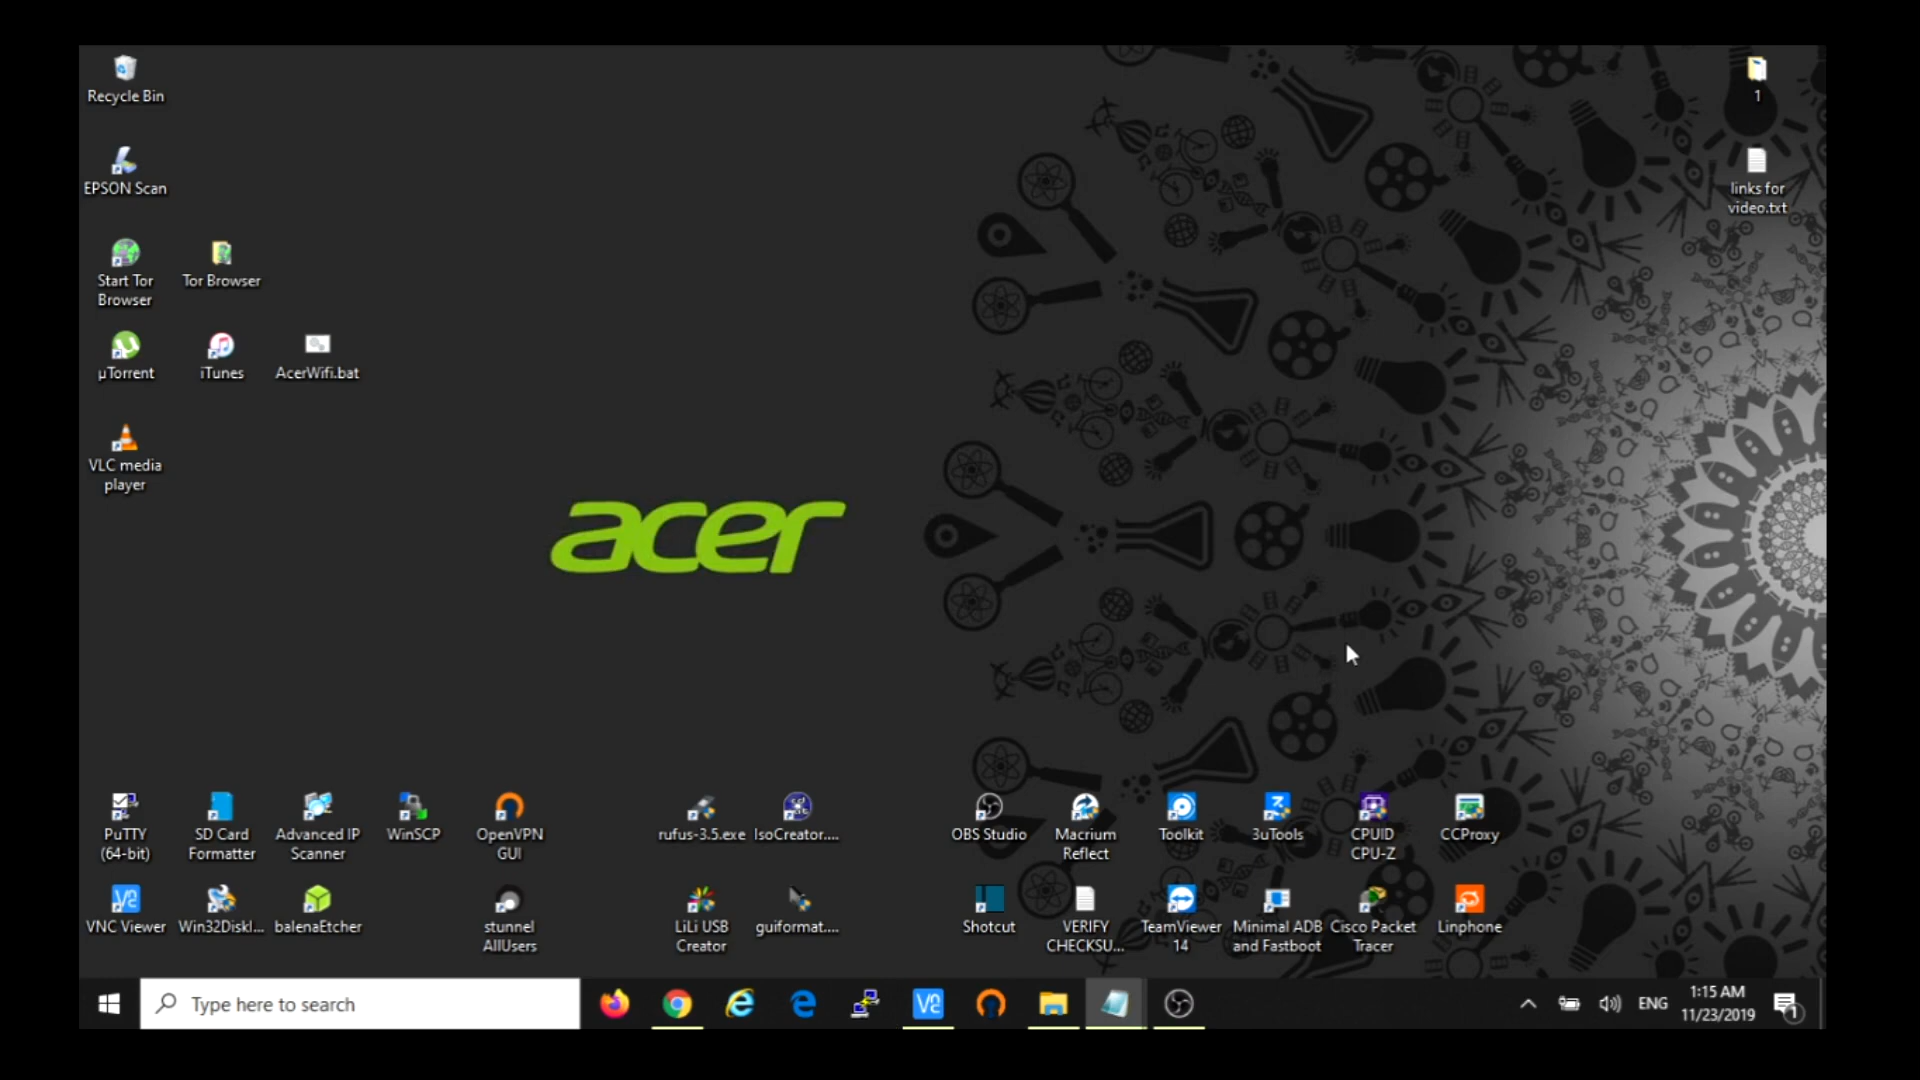 Recycle Bin
1
EPSON Scan
links for
video.txt
Start Tor
Browser
Tor Browser
µTorrent
iTunes
AcerWifi.bat
VLC media
player
acer
PuTTY
(64-bit)
SD Card
Formatter
Advanced IP
Scanner
WinSCP
OpenVPN
GUI
rufus-3.5.exe
IsoCreator....
OBS Studio
Macrium
Reflect
Toolkit
3uTools
CPUID
CPU-Z
CCProxy
VNC Viewer
Win32DiskI...
balenaEtcher
stunnel
AllUsers
LiLi USB
Creator
guiformat....
Shotcut
VERIFY
CHECKSU...
TeamViewer
14
Minimal ADB
and Fastboot
Cisco Packet
Tracer
Linphone
Type here to search
ENG
1:15 AM
11/23/2019
1